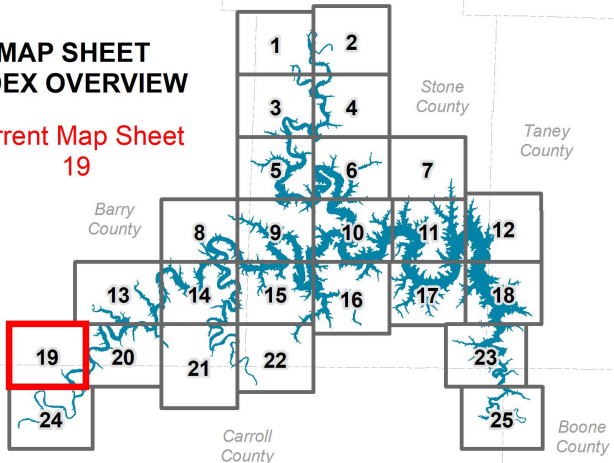 MAP SHEET
DEX OVERVIEW
rrent Map Sheet
19
1
2
3
4
Stone
County
Taney
County
5
6
7
Barry
County
8
9
10
11
12
13
14
15
16
17
18
19
20
21
22
23
24
25
Carroll
County
Boone
County